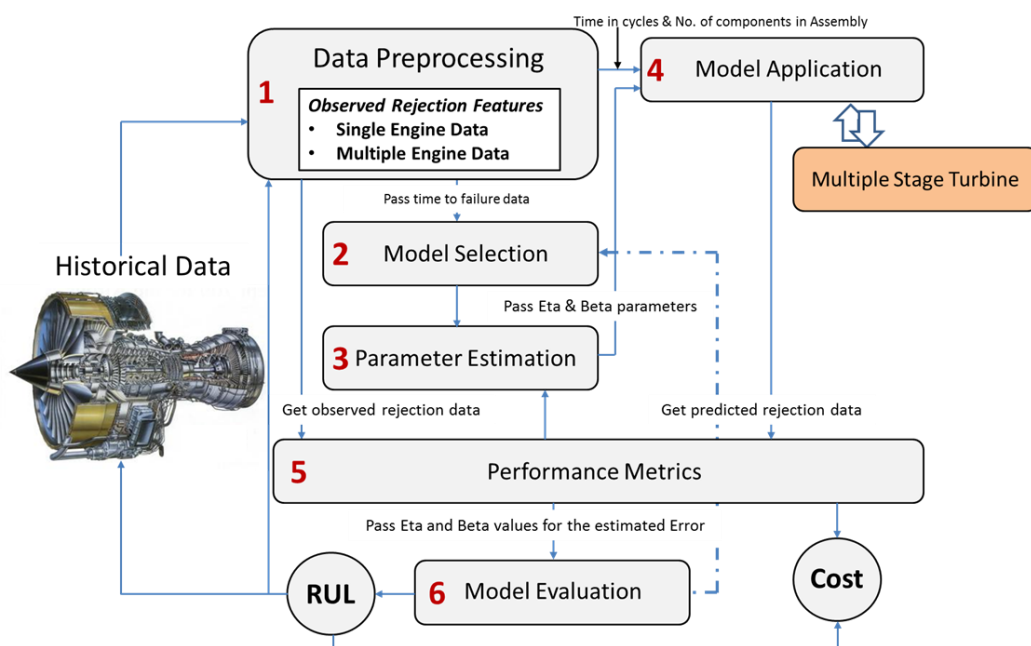 Time in cycles & No. of components in Assembly
1
Data Preprocessing
Observed Rejection Features
• Single Engine Data
• Multiple Engine Data
4
Model Application
Multiple Stage Turbine
Pass time to failure data
2
Model Selection
Historical Data
Pass Eta & Beta parameters
3
Parameter Estimation
Get observed rejection data
Get predicted rejection data
5
Performance Metrics
Pass Eta and Beta values for the estimated Error
6
Model Evaluation
RUL
Cost